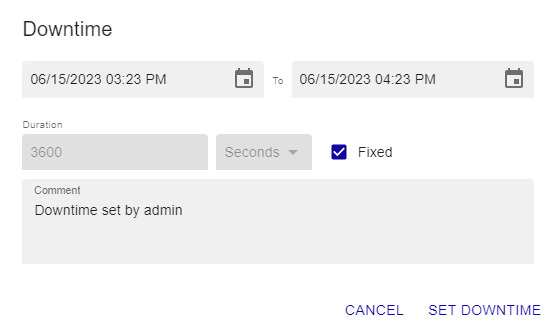 Downtime
06/15/2023 03:23 PM To 06/15/2023 04:23 PM
Duration
3600 Seconds Fixed
Comment
Downtime set by admin
CANCEL SET DOWNTIME